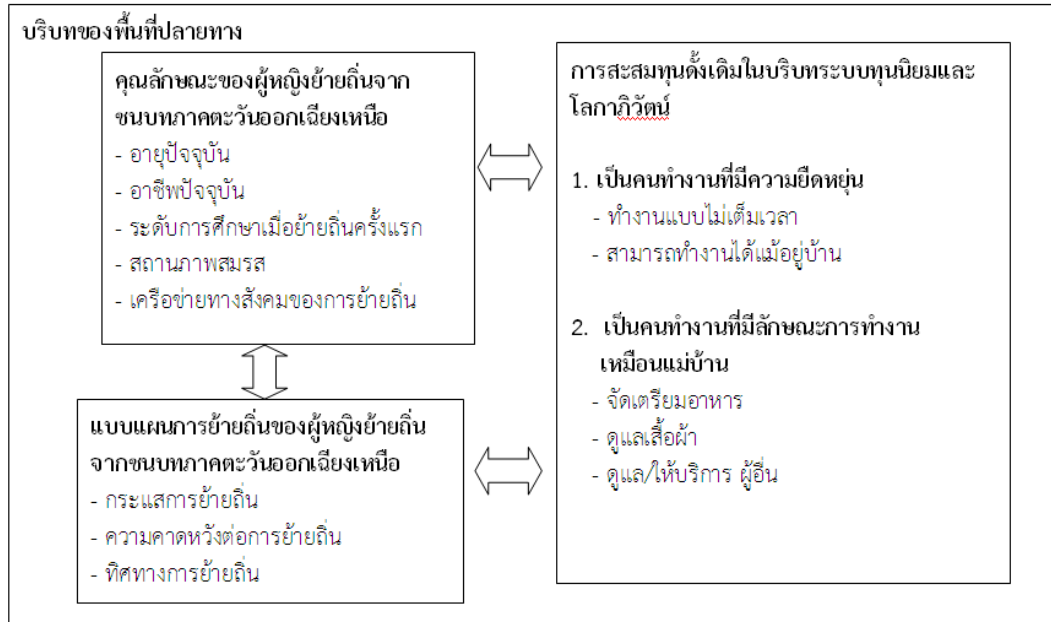 บริบทของพื้นที่ปลายทาง
คุณลักษณะของผู้หญิงย้ายถิ่นจาก
ชนบทภาคตะวันออกเฉียงเหนือ
- อายุปัจจุบัน
- อาชีพปัจจุบัน
- ระดับการศึกษาเมื่อย้ายถิ่นครั้งแรก
- สถานภาพสมรส
- เครือข่ายทางสังคมของการย้ายถิ่น
แบบแผนการย้ายถิ่นของผู้หญิงย้ายถิ่น
จากชนบทภาคตะวันออกเฉียงเหนือ
- กระแสการย้ายถิ่น
- ความคาดหวังต่อการย้ายถิ่น
- ทิศทางการย้ายถิ่น
การสะสมทุนดั้งเดิมในบริบทระบบทุนนิยมและ
โลกาภิวัตน์
1. เป็นคนทำงานที่มีความยืดหยุ่น
- ทำงานแบบไม่เต็มเวลา
- สามารถทำงานได้แม้อยู่บ้าน
2. เป็นคนทำงานที่มีลักษณะการทำงาน
เหมือนแม่บ้าน
- จัดเตรียมอาหาร
- ดูแลเสื้อผ้า
- ดูแล/ให้บริการ ผู้อื่น